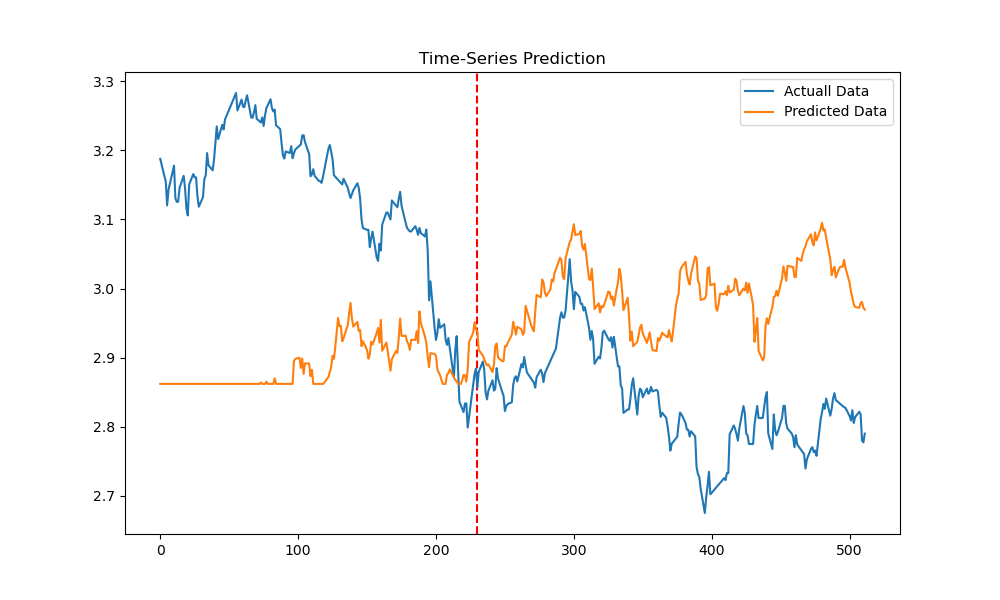 Time-Series Prediction
Actuall Data
Predicted Data
3.3
3.2
3.1
3.0
2.9
2.8
2.7
0 100 200 300 400 500